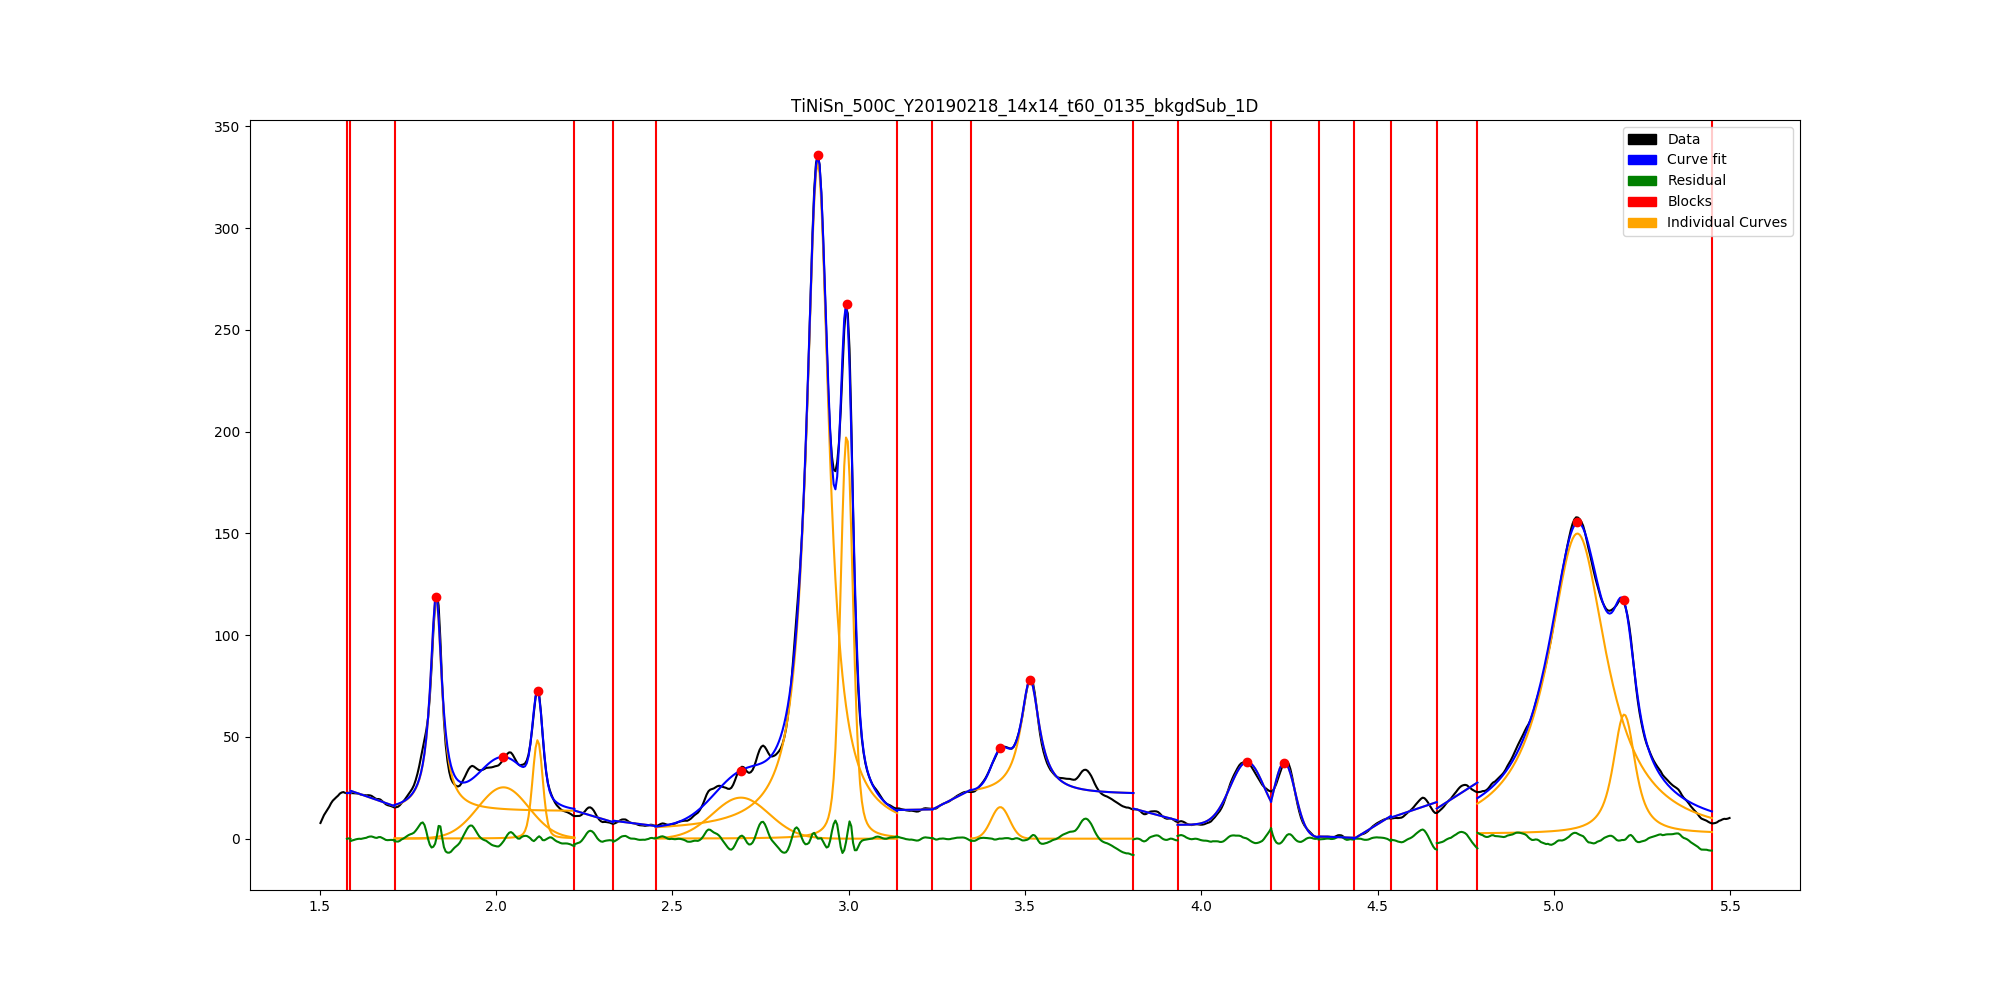 TiNiSn_500C_Y20190218_14x14_t60_0135_bkgdSub_1D
350
300
250
200
150
100
50
0
1.5 2.0 2.5 3.0 3.5 4.0 4.5 5.0 5.5
Data
Curve fit
Residual
Blocks
Individual Curves